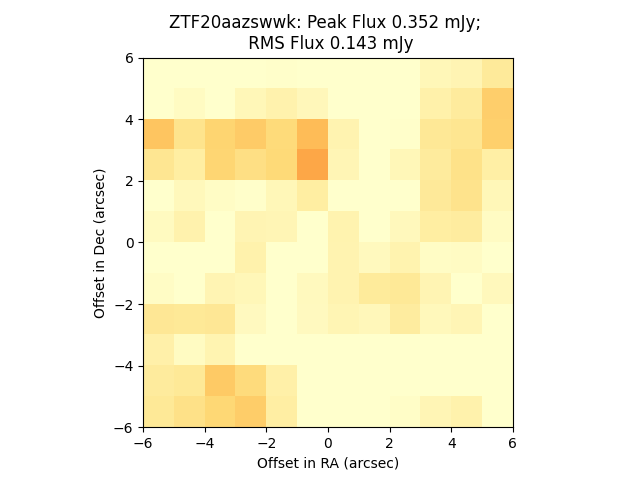 ZTF20aazswwk: Peak Flux 0.352 mJy;
RMS Flux 0.143 mJy
6
4
2
0
−2
−4
−6
Offset in Dec (arcsec)
−6 −4 −2 0 2 4 6
Offset in RA (arcsec)